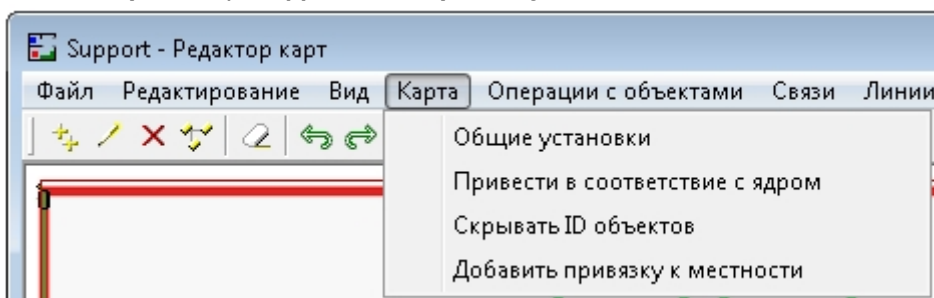 Support - Редактор карт
Файл Редактирование Вид Карта Операции с объектами Связи Линии
Общие установки
Привести в соответствие с ядром
Скрывать ID объектов
Добавить привязку к местности